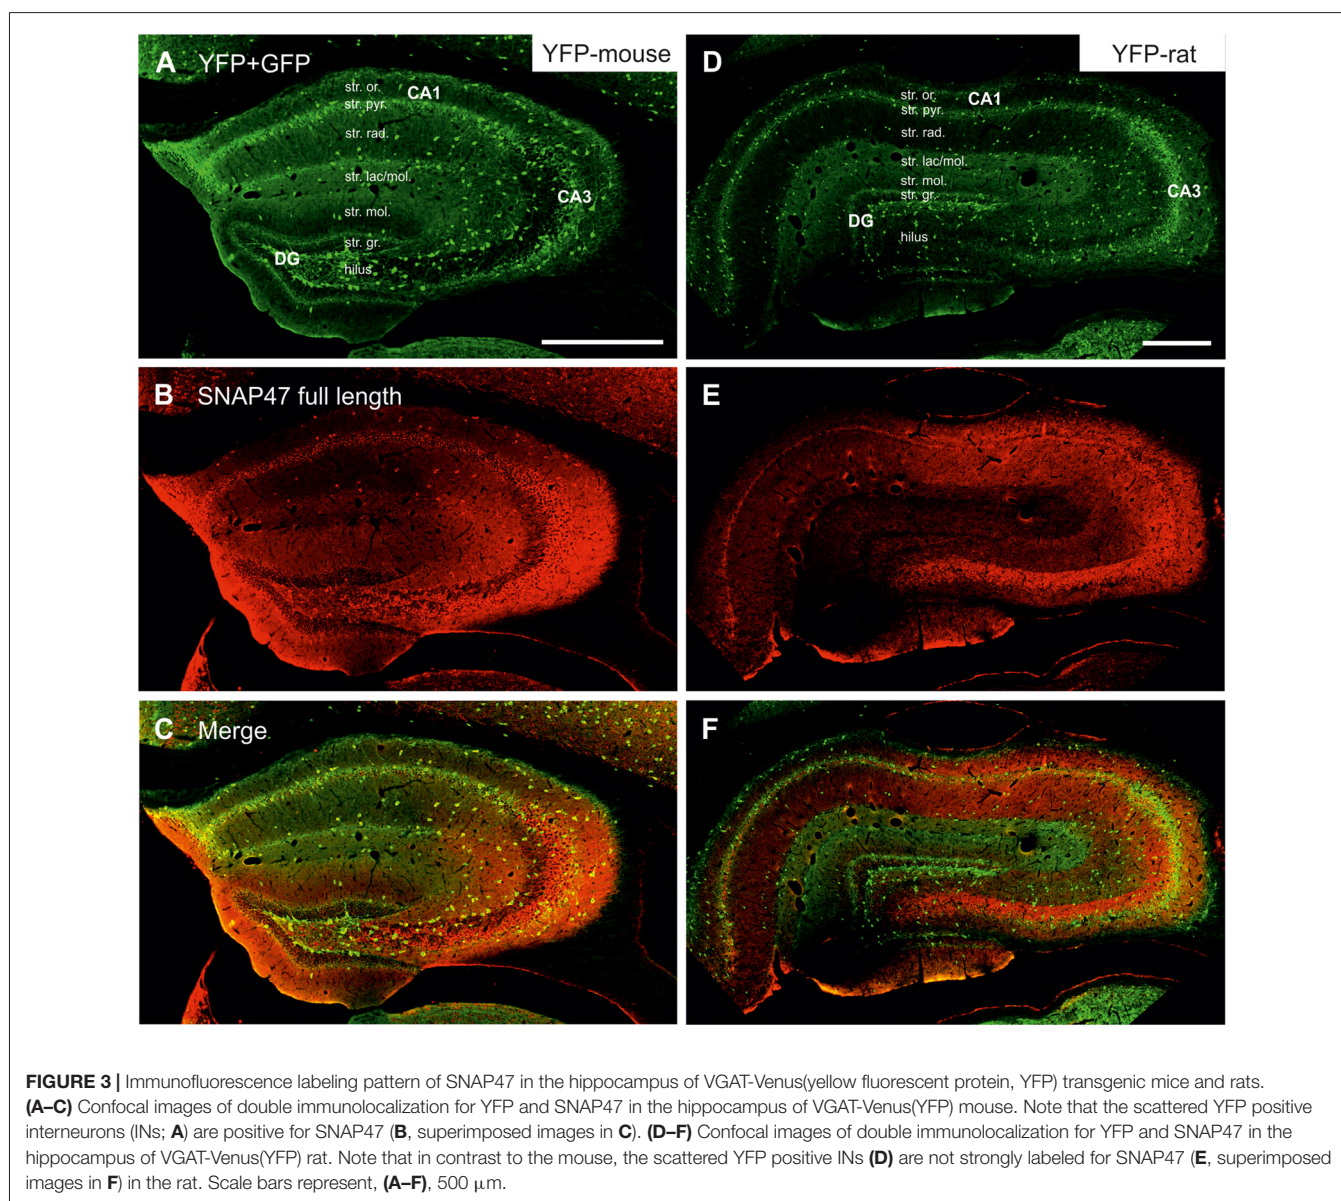 A YFP+GFP
YFP-mouse
str. or.
CA1
str. pyr.
str. rad.
str. lac/mol.
CA3
str. mol.
str. gr.
DG
hilus
D
YFP-rat
str. or.
CA1
str. pyr.
str. rad.
str. lac/mol.
str. mol.
CA3
str. gr.
DG
hilus
B SNAP47 full length
E
C Merge
F
FIGURE 3 | Immunofluorescence labeling pattern of SNAP47 in the hippocampus of VGAT-Venus(yellow fluorescent protein, YFP) transgenic mice and rats.
(A–C) Confocal images of double immunolocalization for YFP and SNAP47 in the hippocampus of VGAT-Venus(YFP) mouse. Note that the scattered YFP positive
interneurons (INs; A) are positive for SNAP47 (B, superimposed images in C). (D–F) Confocal images of double immunolocalization for YFP and SNAP47 in the
hippocampus of VGAT-Venus(YFP) rat. Note that in contrast to the mouse, the scattered YFP positive INs (D) are not strongly labeled for SNAP47 (E, superimposed
images in F) in the rat. Scale bars represent, (A–F), 500 μm.